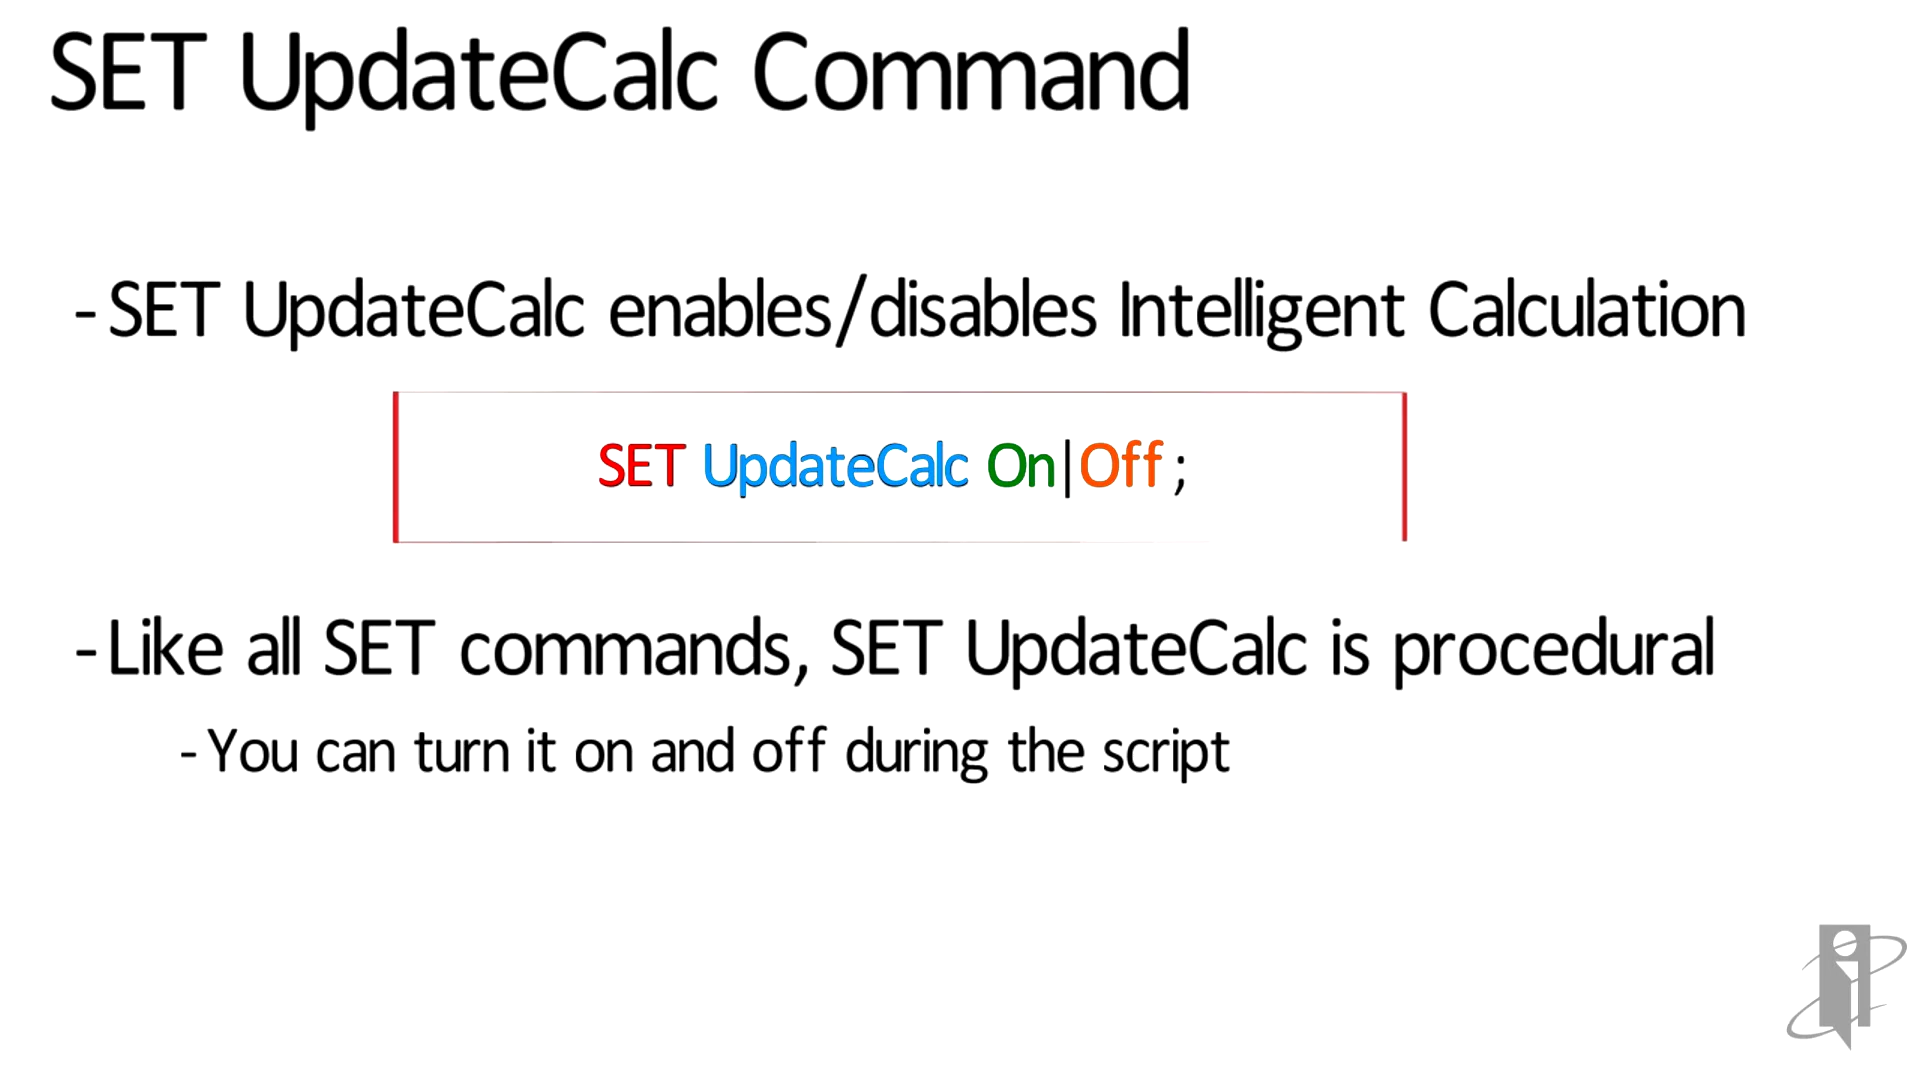 SET UpdateCalc Command
- SET UpdateCalc enables/disables Intelligent Calculation
SET UpdateCalc On|Off ;
- Like all SET commands, SET UpdateCalc is procedural
- You can turn it on and off during the script